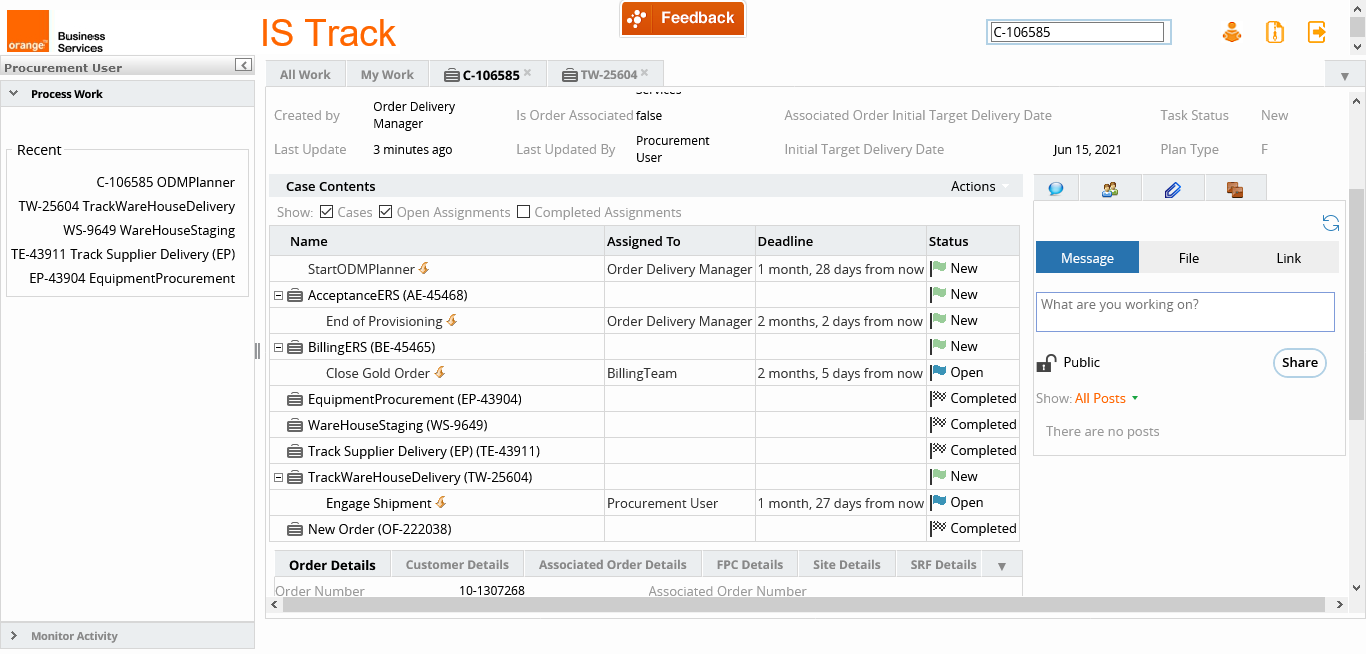 orange™
Business
Services
IS Track
Feedback
C-106585
Procurement User
All Work
My Work
C-106585
TW-25604
Process Work
Recent
C-106585 ODMPlanner
TW-25604 TrackWareHouseDelivery
WS-9649 WareHouseStaging
TE-43911 Track Supplier Delivery (EP)
EP-43904 EquipmentProcurement
Monitor Activity
Services
Created by
Order Delivery
Manager
Is Order Associated false
Associated Order Initial Target Delivery Date
Task Status New
Last Update 3 minutes ago
Last Updated By
Procurement
User
Initial Target Delivery Date Jun 15, 2021
Plan Type F
Case Contents Actions
Show: Cases Open Assignments Completed Assignments
Name Assigned To Deadline Status
StartODMPlanner Order Delivery Manager 1 month, 28 days from now New
AcceptanceERS (AE-45468) New
End of Provisioning Order Delivery Manager 2 months, 2 days from now New
BillingERS (BE-45465) New
Close Gold Order BillingTeam 2 months, 5 days from now Open
EquipmentProcurement (EP-43904) Completed
WareHouseStaging (WS-9649) Completed
Track Supplier Delivery (EP) (TE-43911) Completed
TrackWareHouseDelivery (TW-25604) New
Engage Shipment Procurement User 1 month, 27 days from now Open
New Order (OF-222038) Completed
Order Details Customer Details Associated Order Details FPC Details Site Details SRF Details
Order Number 10-1307268 Associated Order Number
Message File Link
What are you working on?
Public Share
Show: All Posts
There are no posts